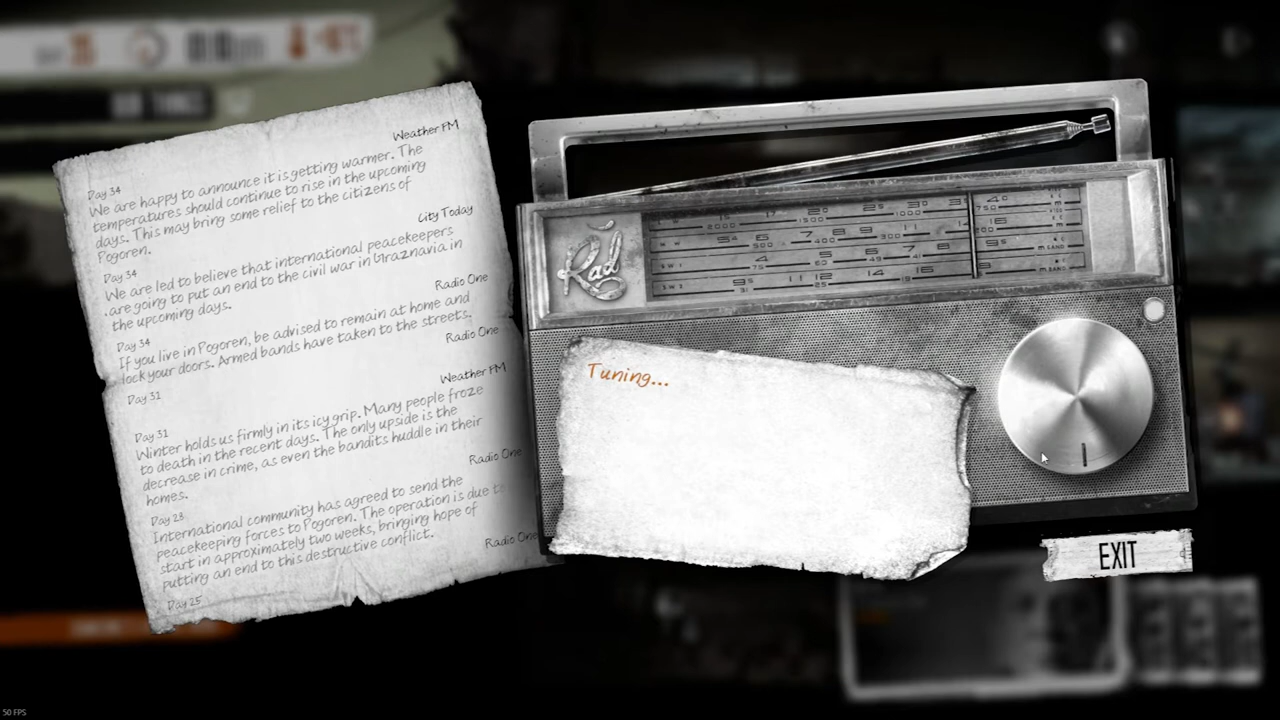 Weather FM
Day 34
We are happy to announce it is getting warmer. The
temperatures should continue to rise in the upcoming
days. This may bring some relief to the citizens of
Pogoren.
City Today
Day 34
We are led to believe that international peacekeepers
.are going to put an end to the civil war in Graznavia in
the upcoming days.
Radio One
Day 34
If you live in Pogoren, be advised to remain at home and
lock your doors. Armed bands have taken to the streets.
Radio One
Day 31
Weather FM
Day 31
Winter holds us firmly in its icy grip. Many people froze
to death in the recent days. The only upside is the
decrease in crime, as even the bandits huddle in their
homes.
Radio One
Day 28
International community has agreed to send the
peacekeeping forces to Pogoren. The operation is due to
start in approximately two weeks, bringing hope of
putting an end to this destructive conflict.
Radio One
Day 25
Rad
Tuning...
EXIT
50 FPS